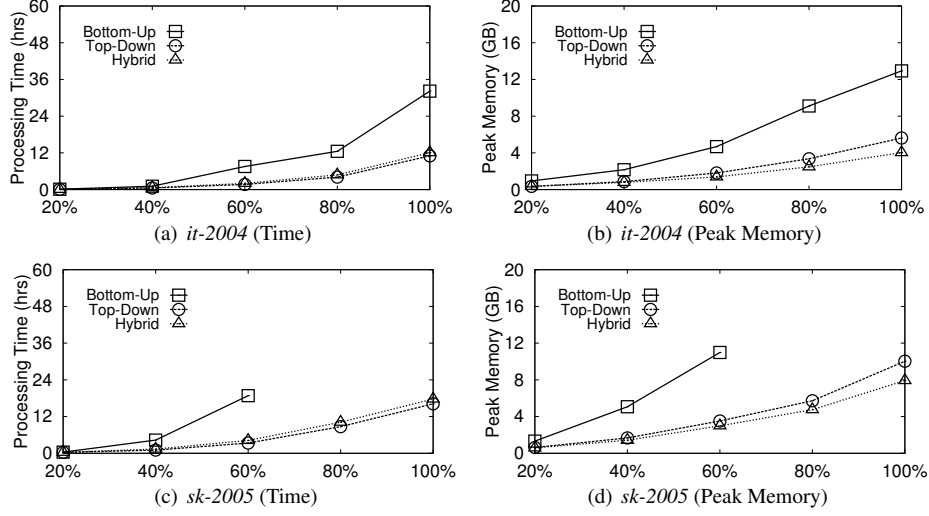 Processing Time (hrs)
60
48
36
24
12
0
Bottom-Up
Top-Down
Hybrid
20% 40% 60% 80% 100%
(a) it-2004 (Time)
Peak Memory (GB)
20
16
12
8
4
0
Bottom-Up
Top-Down
Hybrid
20% 40% 60% 80% 100%
(b) it-2004 (Peak Memory)
Processing Time (hrs)
60
48
36
24
12
0
Bottom-Up
Top-Down
Hybrid
20% 40% 60% 80% 100%
(c) sk-2005 (Time)
Peak Memory (GB)
20
16
12
8
4
0
Bottom-Up
Top-Down
Hybrid
20% 40% 60% 80% 100%
(d) sk-2005 (Peak Memory)